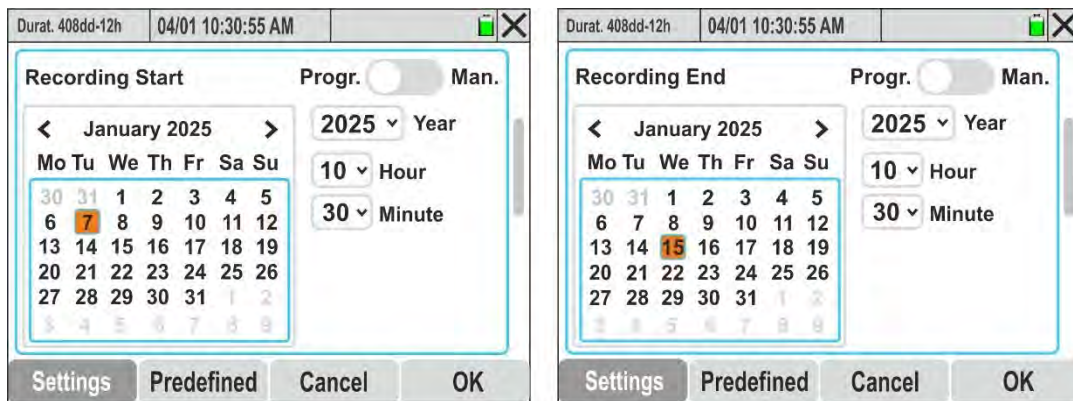 Durat. 408dd-12h 04/01 10:30:55 AM
Recording Start Progr. Man.
< January 2025 > 2025 Year
Mo Tu We Th Fr Sa Su
10 Hour
30 31 1 2 3 4 5
30 Minute
6 7 8 9 10 11 12
13 14 15 16 17 18 19
20 21 22 23 24 25 26
27 28 29 30 31 1 2
3 4 5 6 7 8 9
Settings Predefined Cancel OK
Durat. 408dd-12h 04/01 10:30:55 AM
Recording End Progr. Man.
< January 2025 > 2025 Year
Mo Tu We Th Fr Sa Su
10 Hour
30 31 1 2 3 4 5
30 Minute
6 7 8 9 10 11 12
13 14 15 16 17 18 19
20 21 22 23 24 25 26
27 28 29 30 31 1 2
3 4 5 6 7 8 9
Settings Predefined Cancel OK